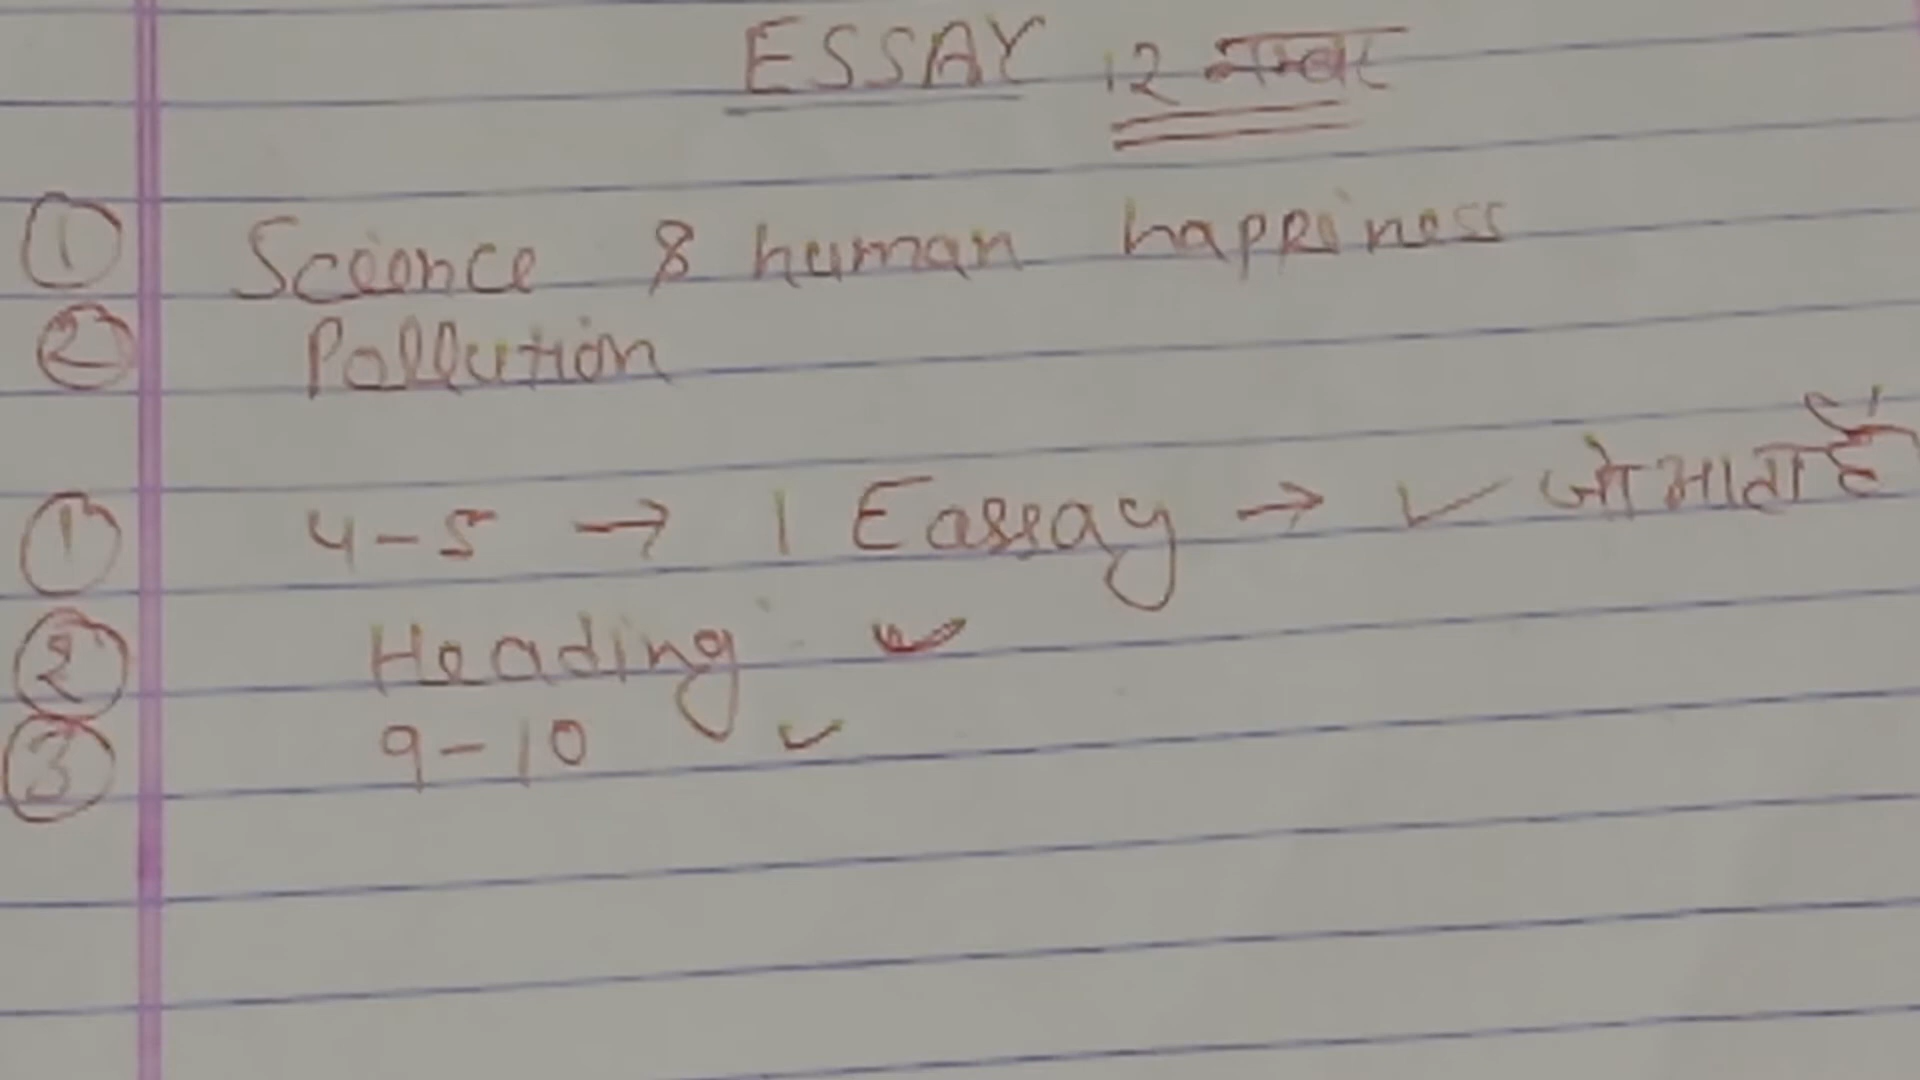 ESSAY 12 नम्बर
① Science & human happiness
② Pollution
① 4-5 → 1 Eassay → ✓ जो आता है
② Heading ✓
③ 9-10 ✓